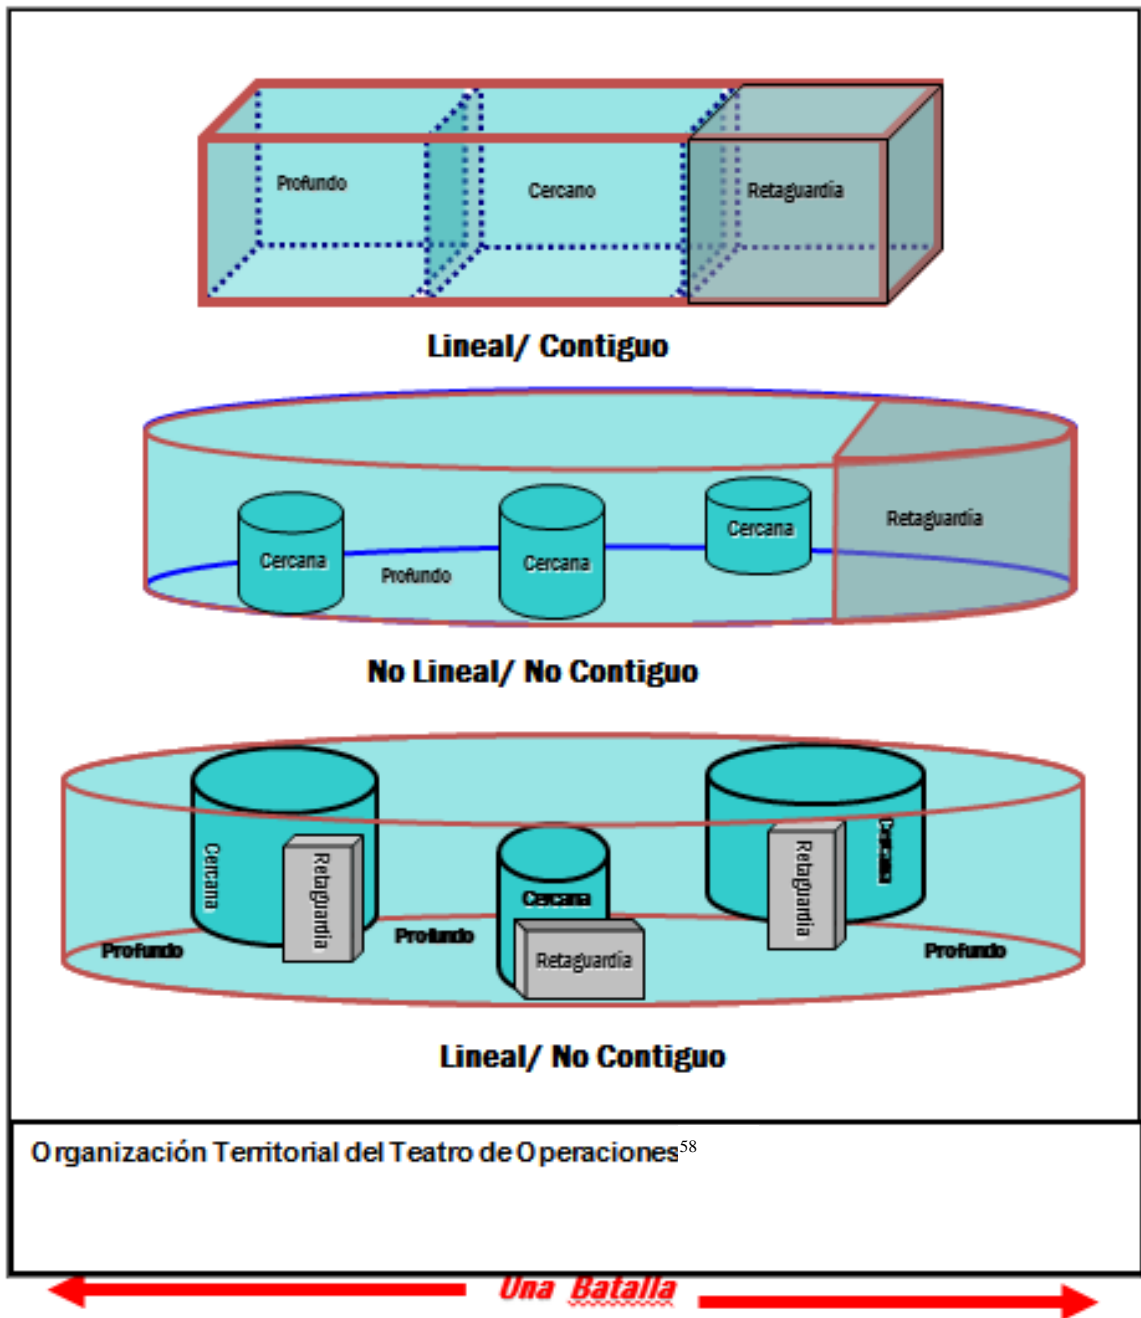 Profundo
Cercano
Retaguardia
Lineal/ Contiguo
Cercana
Profundo
Cercana
Cercana
Retaguardia
No Lineal/ No Contiguo
Cercana
Retaguardia
Cercana
Retaguardia
Retaguardia
Profundo
Profundo
Profundo
Lineal/ No Contiguo
Organización Territorial del Teatro de Operaciones58
Una Batalla